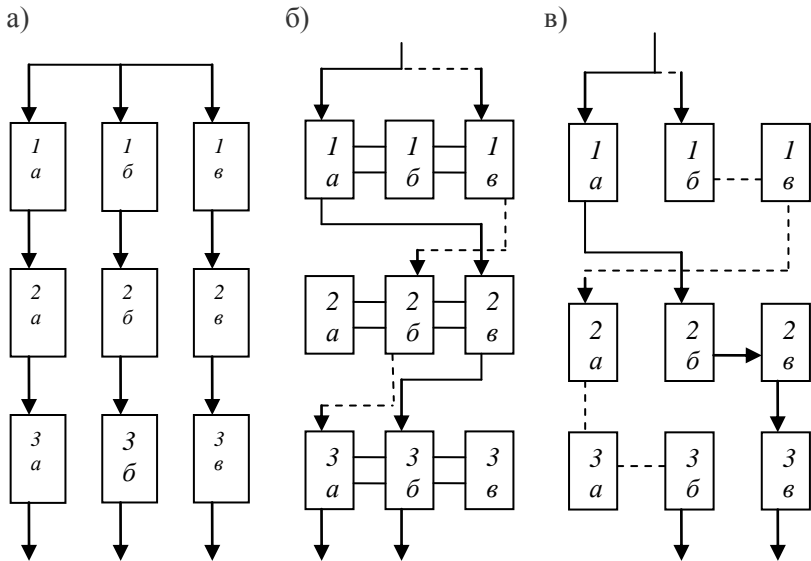 а)
1 1 1
а б в
2 2 2
а б в
3 3 3
а б в
б)
1 1 1
а б в
2 2 2
а б в
3 3 3
а б в
в)
1 1 1
а б в
2 2 2
а б в
3 3 3
а б в